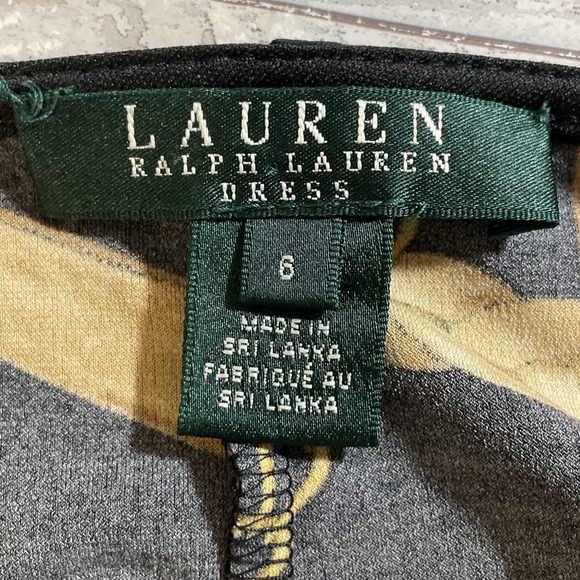 LAUREN
RALPH LAUREN
DRESS
6
MADE IN
SRI LANKA
FABRIQUÉ AU
SRI LANKA